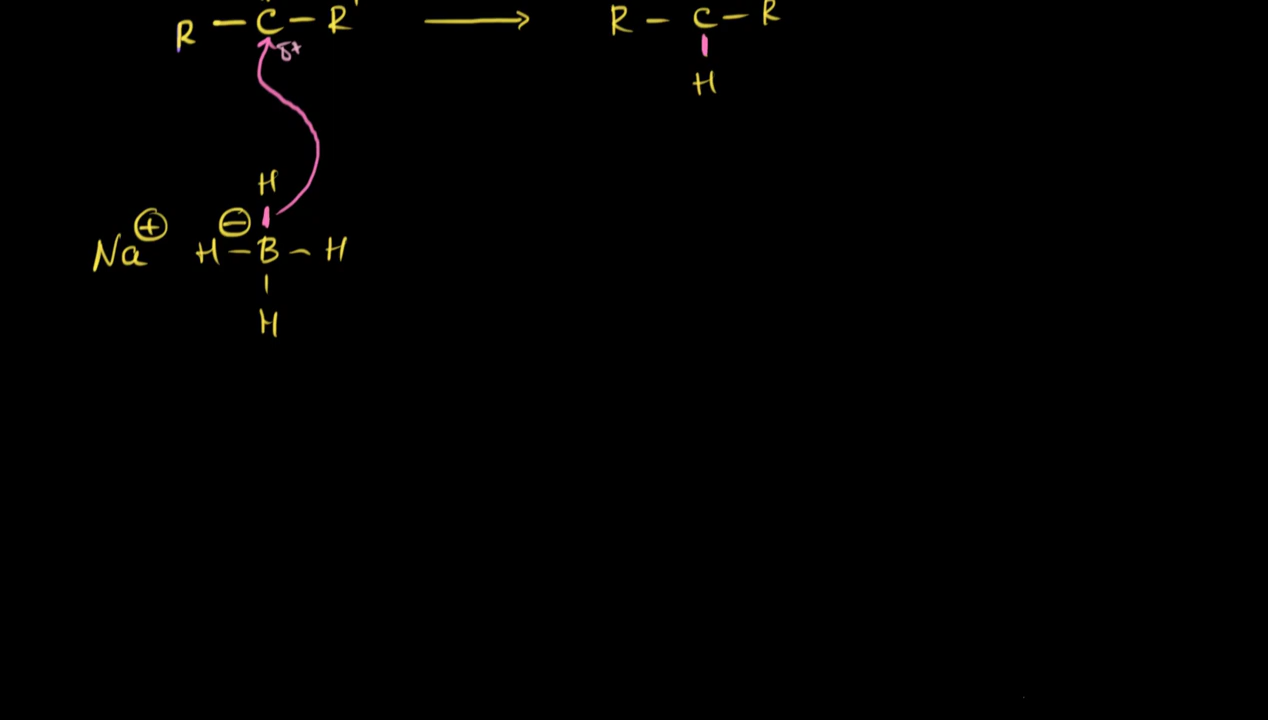 R — C — R' ⟶ R — C — R
δ+
H
H
Na⊕ ⊖ H — B — H
H